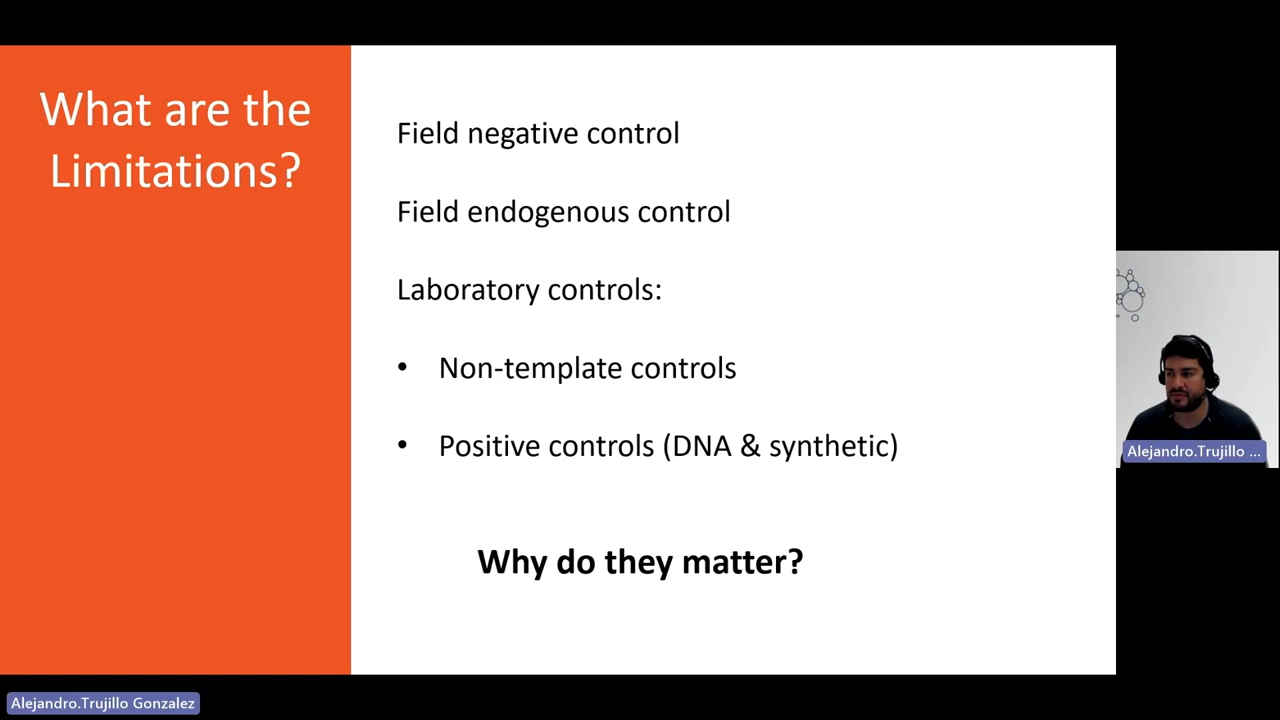 What are the
Limitations?
Field negative control
Field endogenous control
Laboratory controls:
• Non-template controls
• Positive controls (DNA & synthetic)
Why do they matter?
Alejandro.Trujillo ...
Alejandro.Trujillo Gonzalez